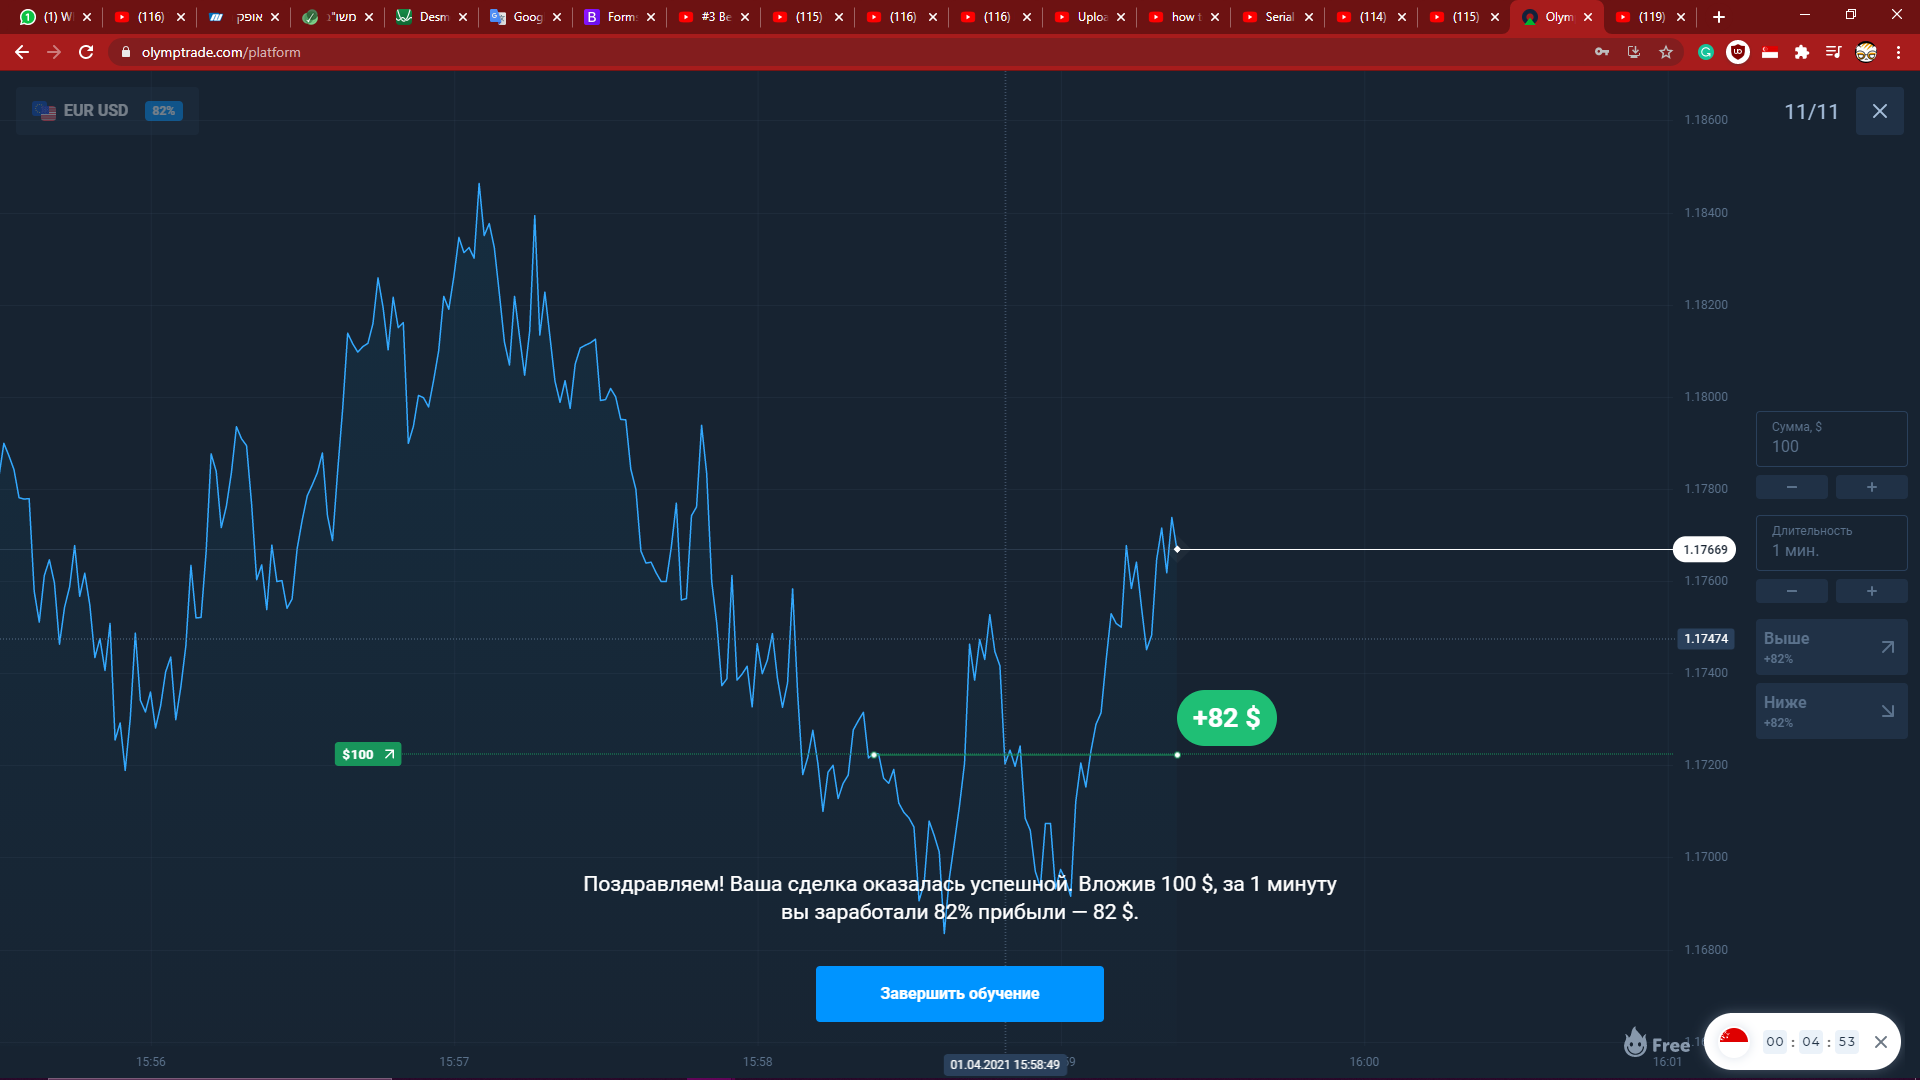 (1) W
(116)
אופק
משו"ב
Desm
Goog
Form
#3 Be
(115)
(116)
(116)
Uploa
how t
Serial
(114)
(115)
Olym
(119)
olymptrade.com/platform
EUR USD 82%
11/11
1.18600
1.18400
1.18200
1.18000
Сумма, $
100
1.17800
Длительность
1 мин.
1.17669
1.17600
Выше
+82%
1.17474
1.17400
Ниже
+82%
+82 $
$100
1.17200
1.17000
Поздравляем! Ваша сделка оказалась успешной. Вложив 100 $, за 1 минуту
вы заработали 82% прибыли — 82 $.
1.16800
Завершить обучение
Free
00 : 04 : 53
15:56
15:57
15:58
01.04.2021 15:58:49
16:00
16:01